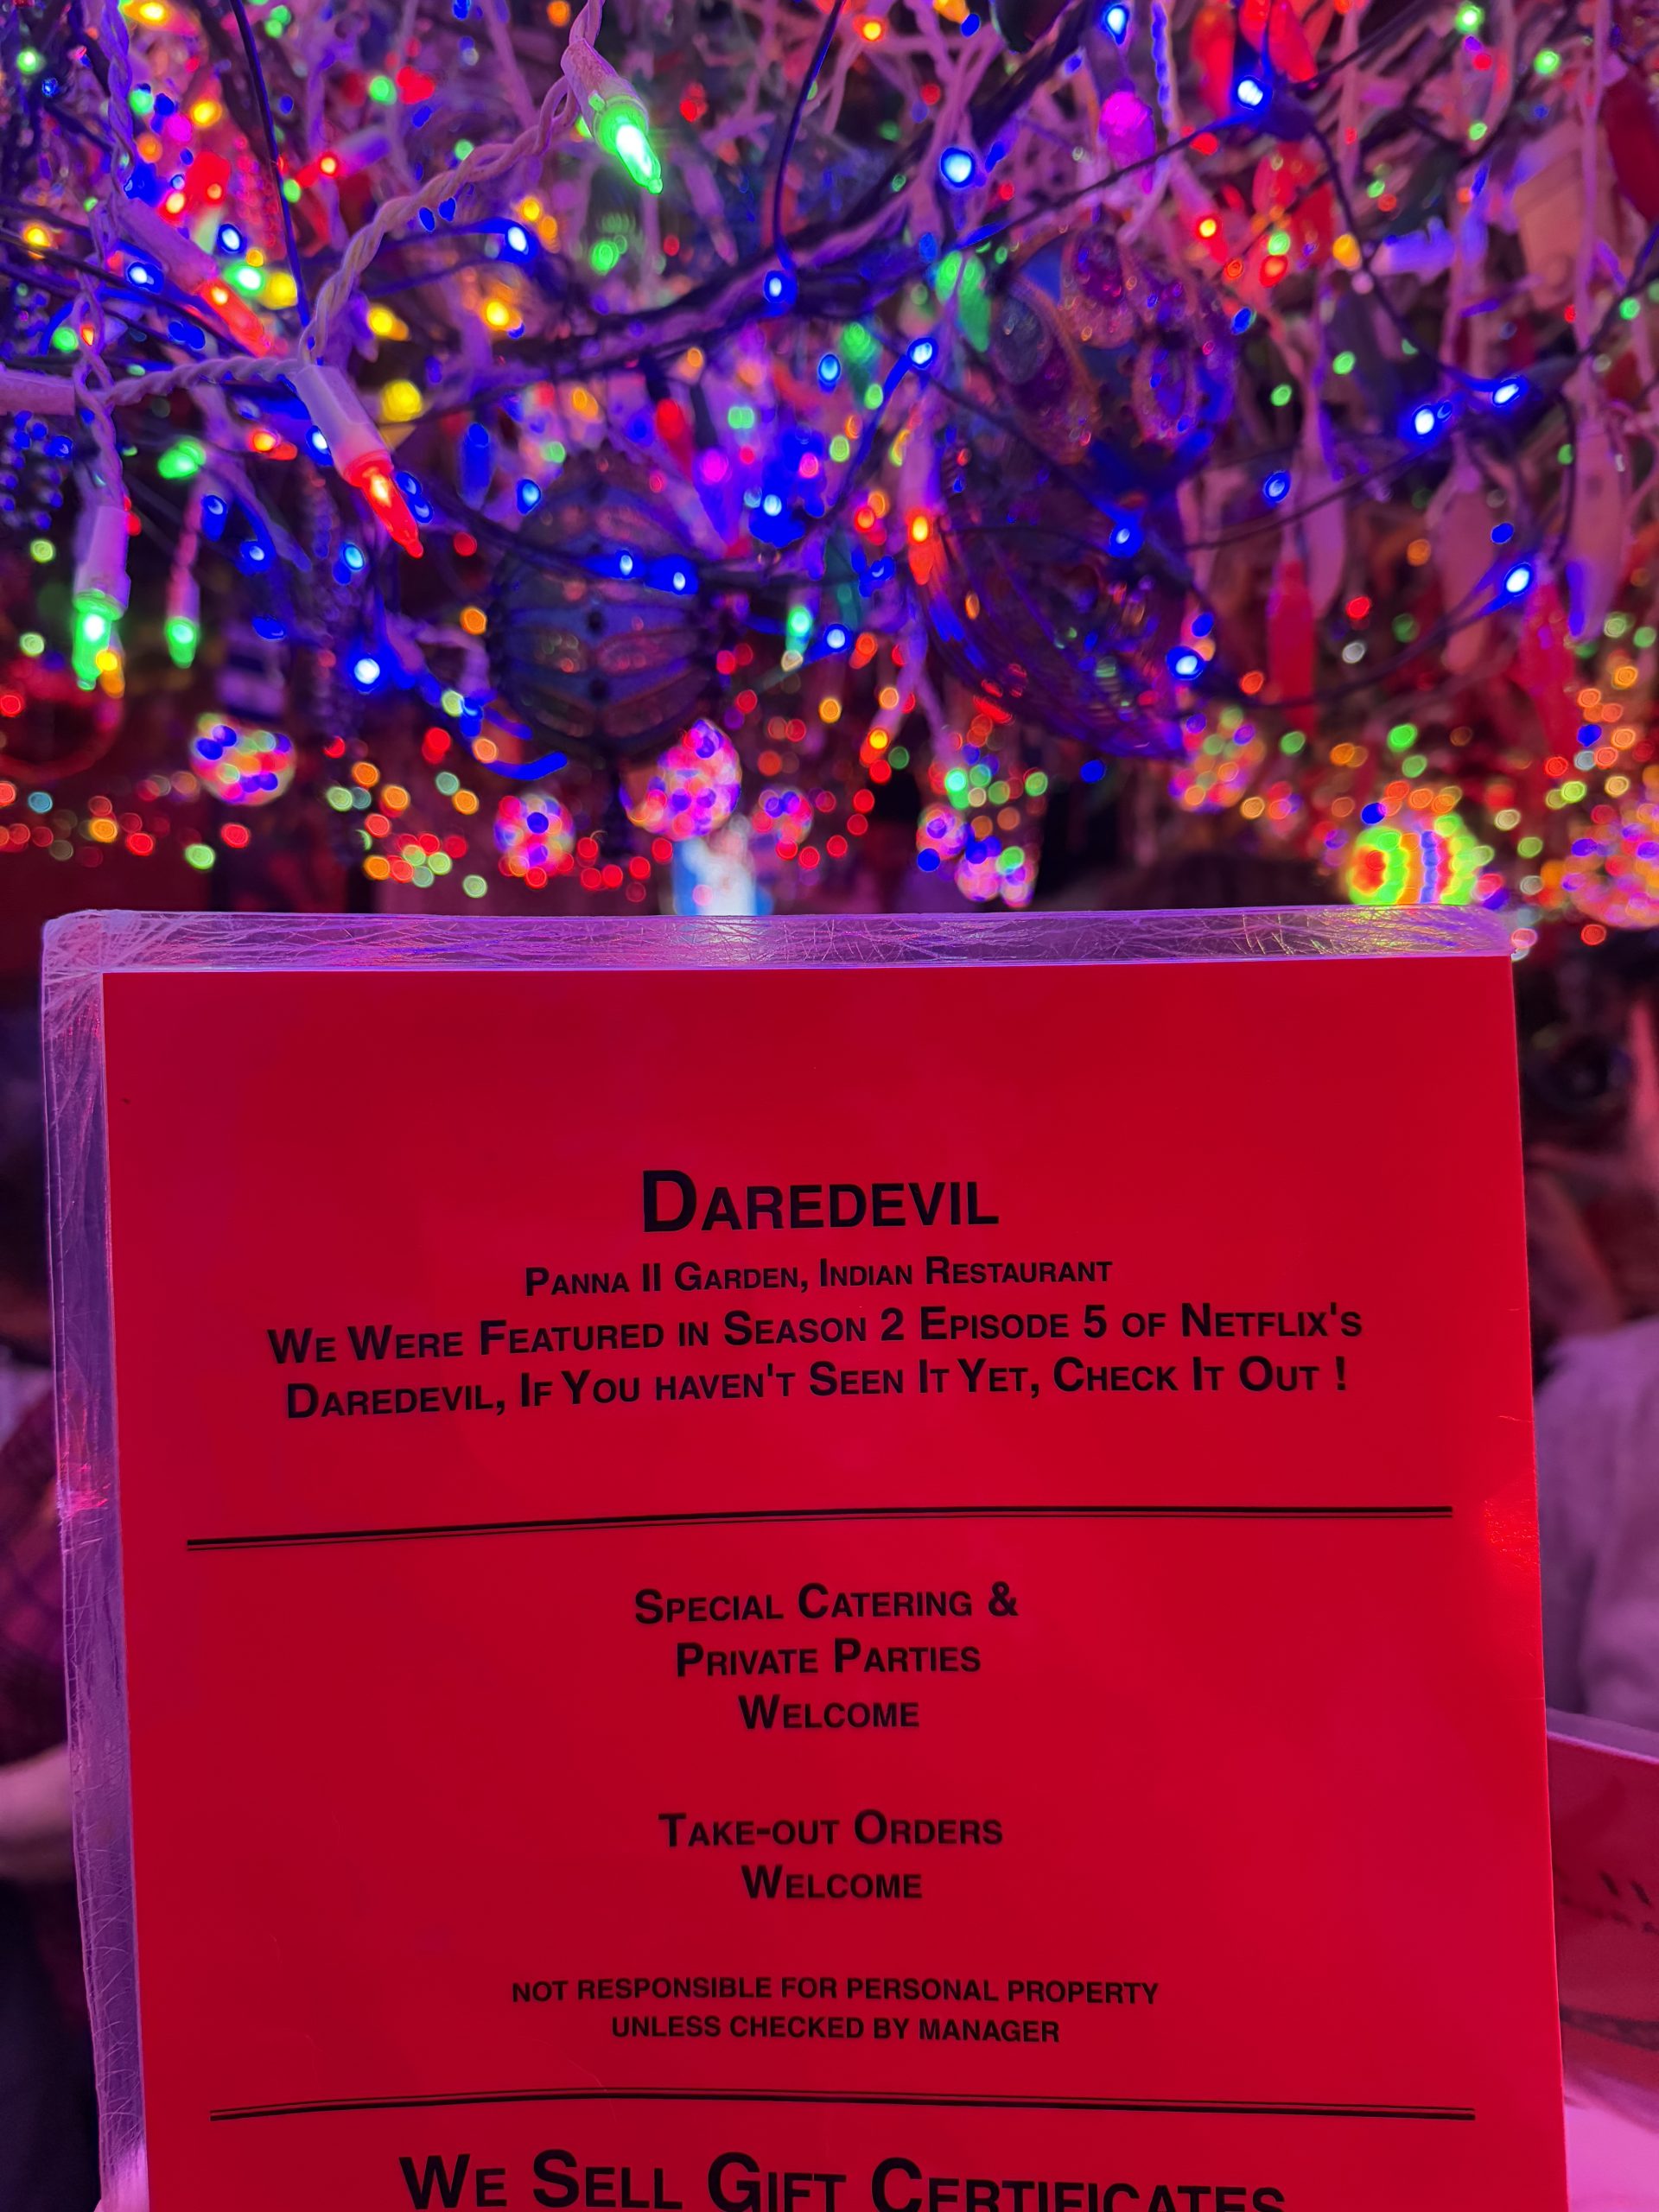 DAREDEVIL
PANNA II GARDEN, INDIAN RESTAURANT
WE WERE FEATURED IN SEASON 2 EPISODE 5 OF NETFLIX'S
DAREDEVIL, IF YOU HAVEN'T SEEN IT YET, CHECK IT OUT !
SPECIAL CATERING &
PRIVATE PARTIES
WELCOME
TAKE-OUT ORDERS
WELCOME
NOT RESPONSIBLE FOR PERSONAL PROPERTY
UNLESS CHECKED BY MANAGER
WE SELL GIFT CERTIFICATES